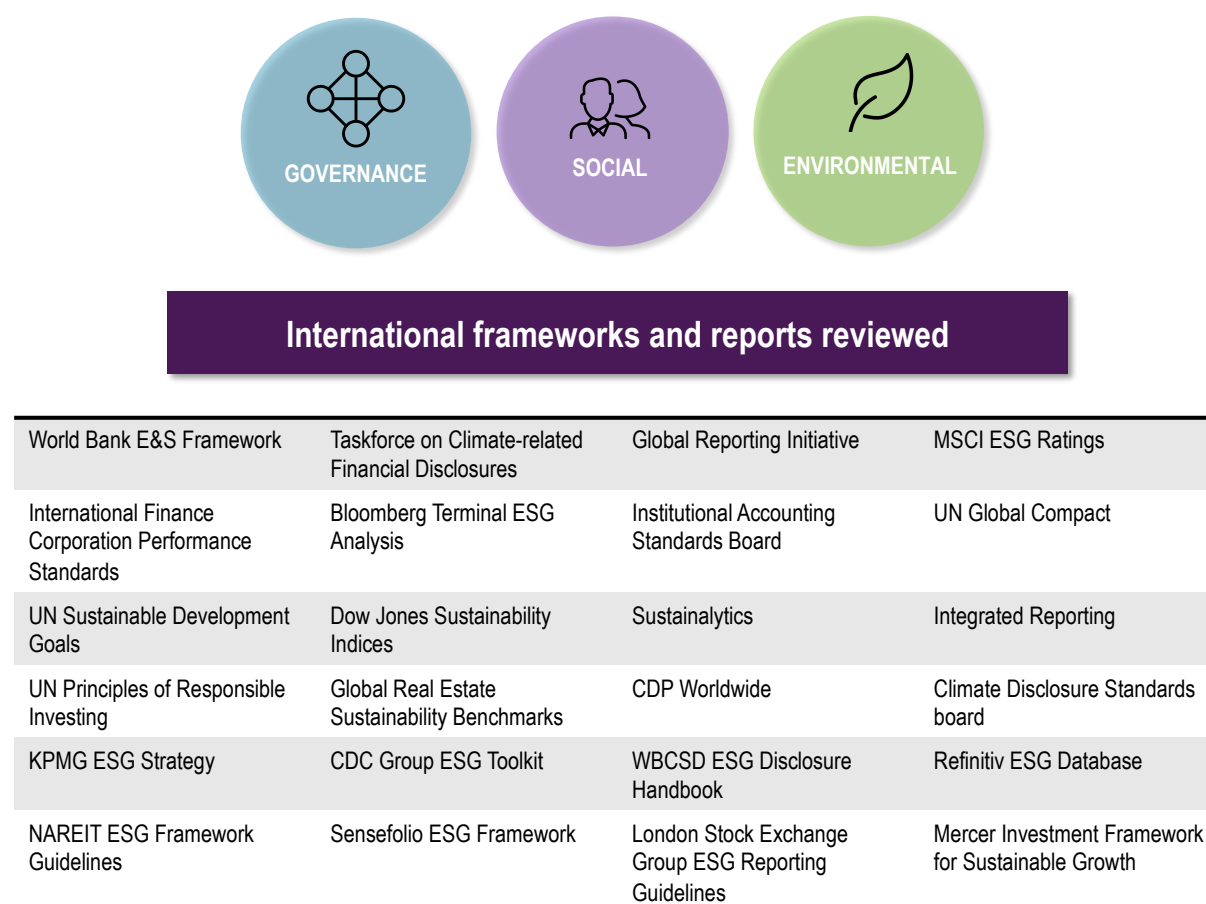 GOVERNANCE
SOCIAL
ENVIRONMENTAL
International frameworks and reports reviewed
World Bank E&S Framework
Taskforce on Climate-related
Financial Disclosures
Global Reporting Initiative
MSCI ESG Ratings
International Finance
Corporation Performance
Standards
Bloomberg Terminal ESG
Analysis
Institutional Accounting
Standards Board
UN Global Compact
UN Sustainable Development
Goals
Dow Jones Sustainability
Indices
Sustainalytics
Integrated Reporting
UN Principles of Responsible
Investing
Global Real Estate
Sustainability Benchmarks
CDP Worldwide
Climate Disclosure Standards
board
KPMG ESG Strategy
CDC Group ESG Toolkit
WBCSD ESG Disclosure
Handbook
Refinitiv ESG Database
NAREIT ESG Framework
Guidelines
Sensefolio ESG Framework
London Stock Exchange
Group ESG Reporting
Guidelines
Mercer Investment Framework
for Sustainable Growth